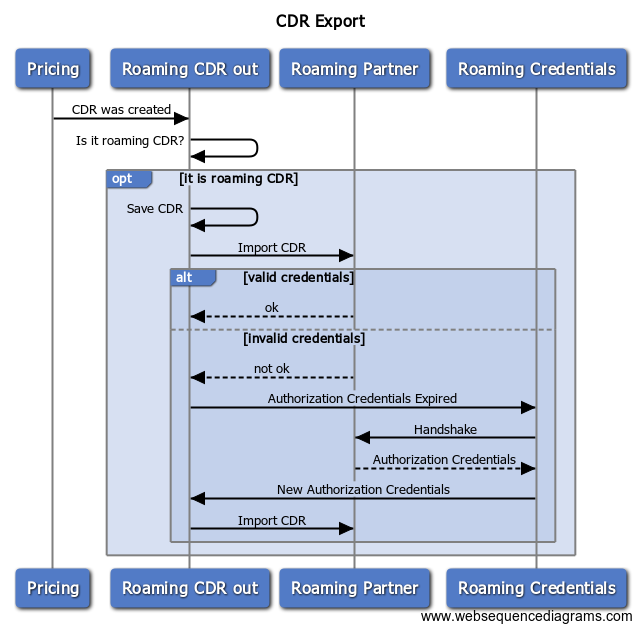 CDR Export
Pricing
Roaming CDR out
Roaming Partner
Roaming Credentials
CDR was created
Is it roaming CDR?
opt
[it is roaming CDR]
Save CDR
Import CDR
alt
[valid credentials]
ok
[invalid credentials]
not ok
Authorization Credentials Expired
Handshake
Authorization Credentials
New Authorization Credentials
Import CDR
Pricing
Roaming CDR out
Roaming Partner
Roaming Credentials
www.websequencediagrams.com